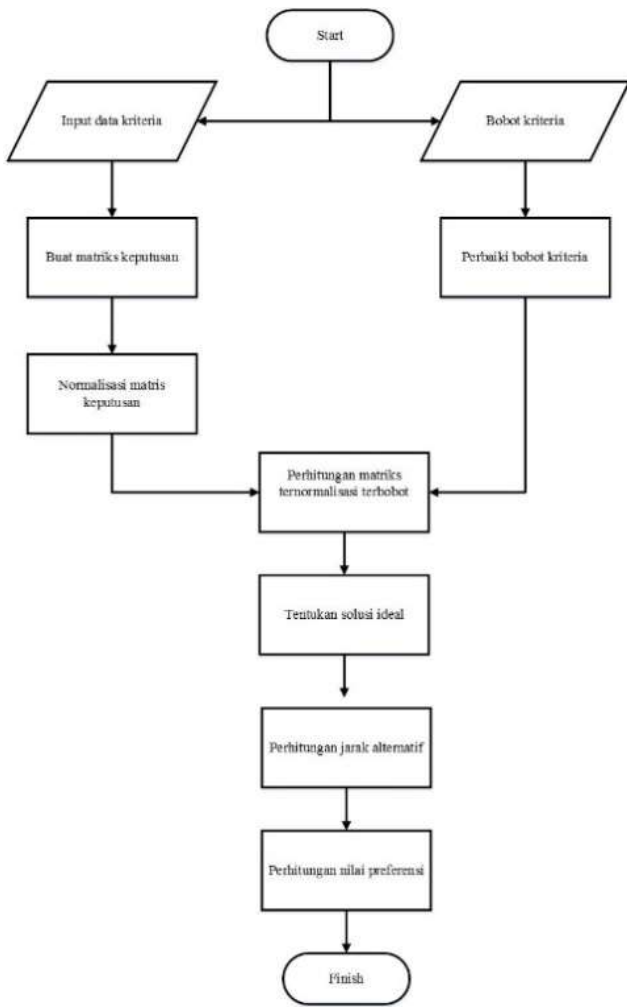 Start
Input data kriteria
Bobot kriteria
Buat matriks keputusan
Perbaiki bobot kriteria
Normalisasi matris
keputusan
Perhitungan matriks
ternormalisasi terbobot
Tentukan solusi ideal
Perhitungan jarak alternatif
Perhitungan nilai preferensi
Finish